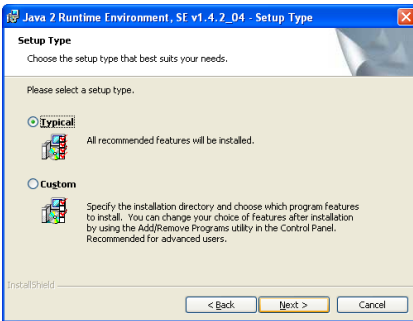 Java 2 Runtime Environment, SE v1.4.2_04 - Setup Type
Setup Type
Choose the setup type that best suits your needs.
Please select a setup type.
Typical
All recommended features will be installed.
Custom
Specify the installation directory and choose which program features
to install. You can change your choice of features after installation
by using the Add/Remove Programs utility in the Control Panel.
Recommended for advanced users.
InstallShield
< Back Next > Cancel